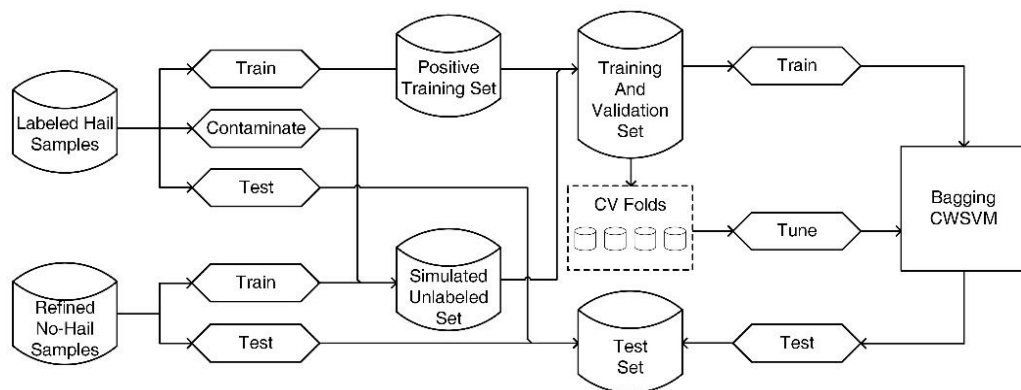 Labeled Hail
Samples
Train
Contaminate
Test
Positive
Training Set
Training
And
Validation
Set
Train
CV Folds
Tune
Bagging
CWSVM
Refined
No-Hail
Samples
Train
Test
Simulated
Unlabeled
Set
Test
Set
Test